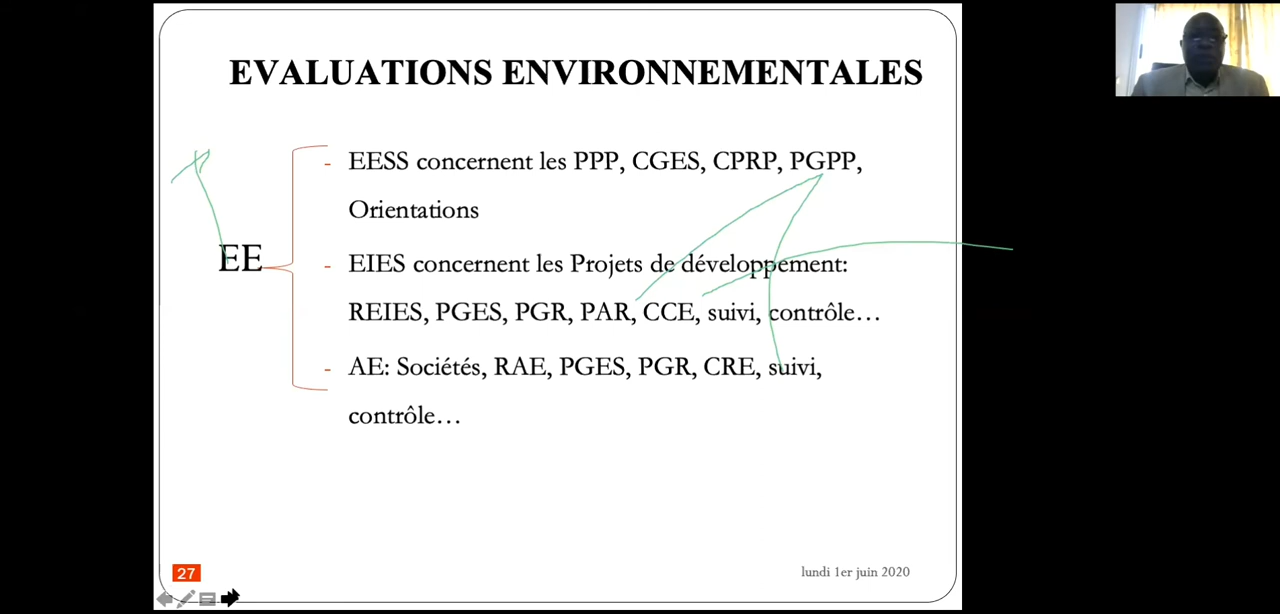 EVALUATIONS ENVIRONNEMENTALES
- EESS concernent les PPP, CGES, CPRP, PGPP,
Orientations
EE
- EIES concernent les Projets de développement:
REIES, PGES, PGR, PAR, CCE, suivi, contrôle…
- AE: Sociétés, RAE, PGES, PGR, CRE, suivi,
contrôle…
27
lundi 1er juin 2020